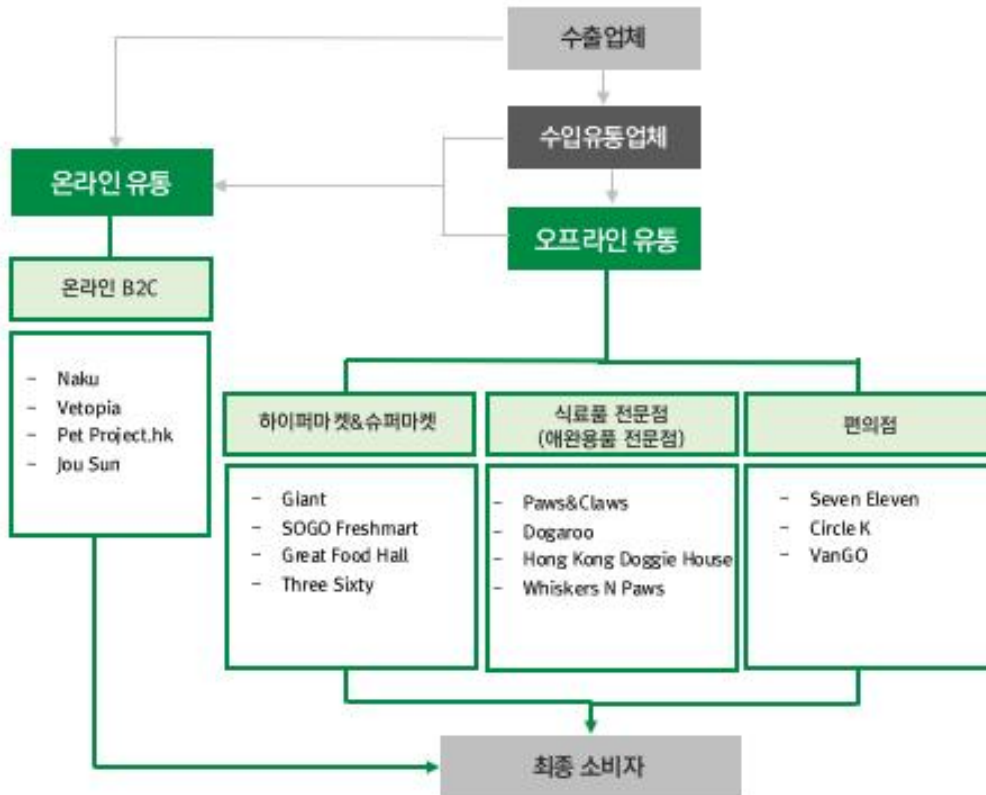 수출업체
수입유통업체
온라인 유통
오프라인 유통
온라인 B2C
- Naku
- Vetopia
- Pet Project.hk
- Jou Sun
하이퍼마켓&슈퍼마켓
- Giant
- SOGO Freshmart
- Great Food Hall
- Three Sixty
식료품 전문점
(애완용품 전문점)
- Paws&Claws
- Dogaroo
- Hong Kong Doggie House
- Whiskers N Paws
편의점
- Seven Eleven
- Circle K
- VanGO
최종 소비자